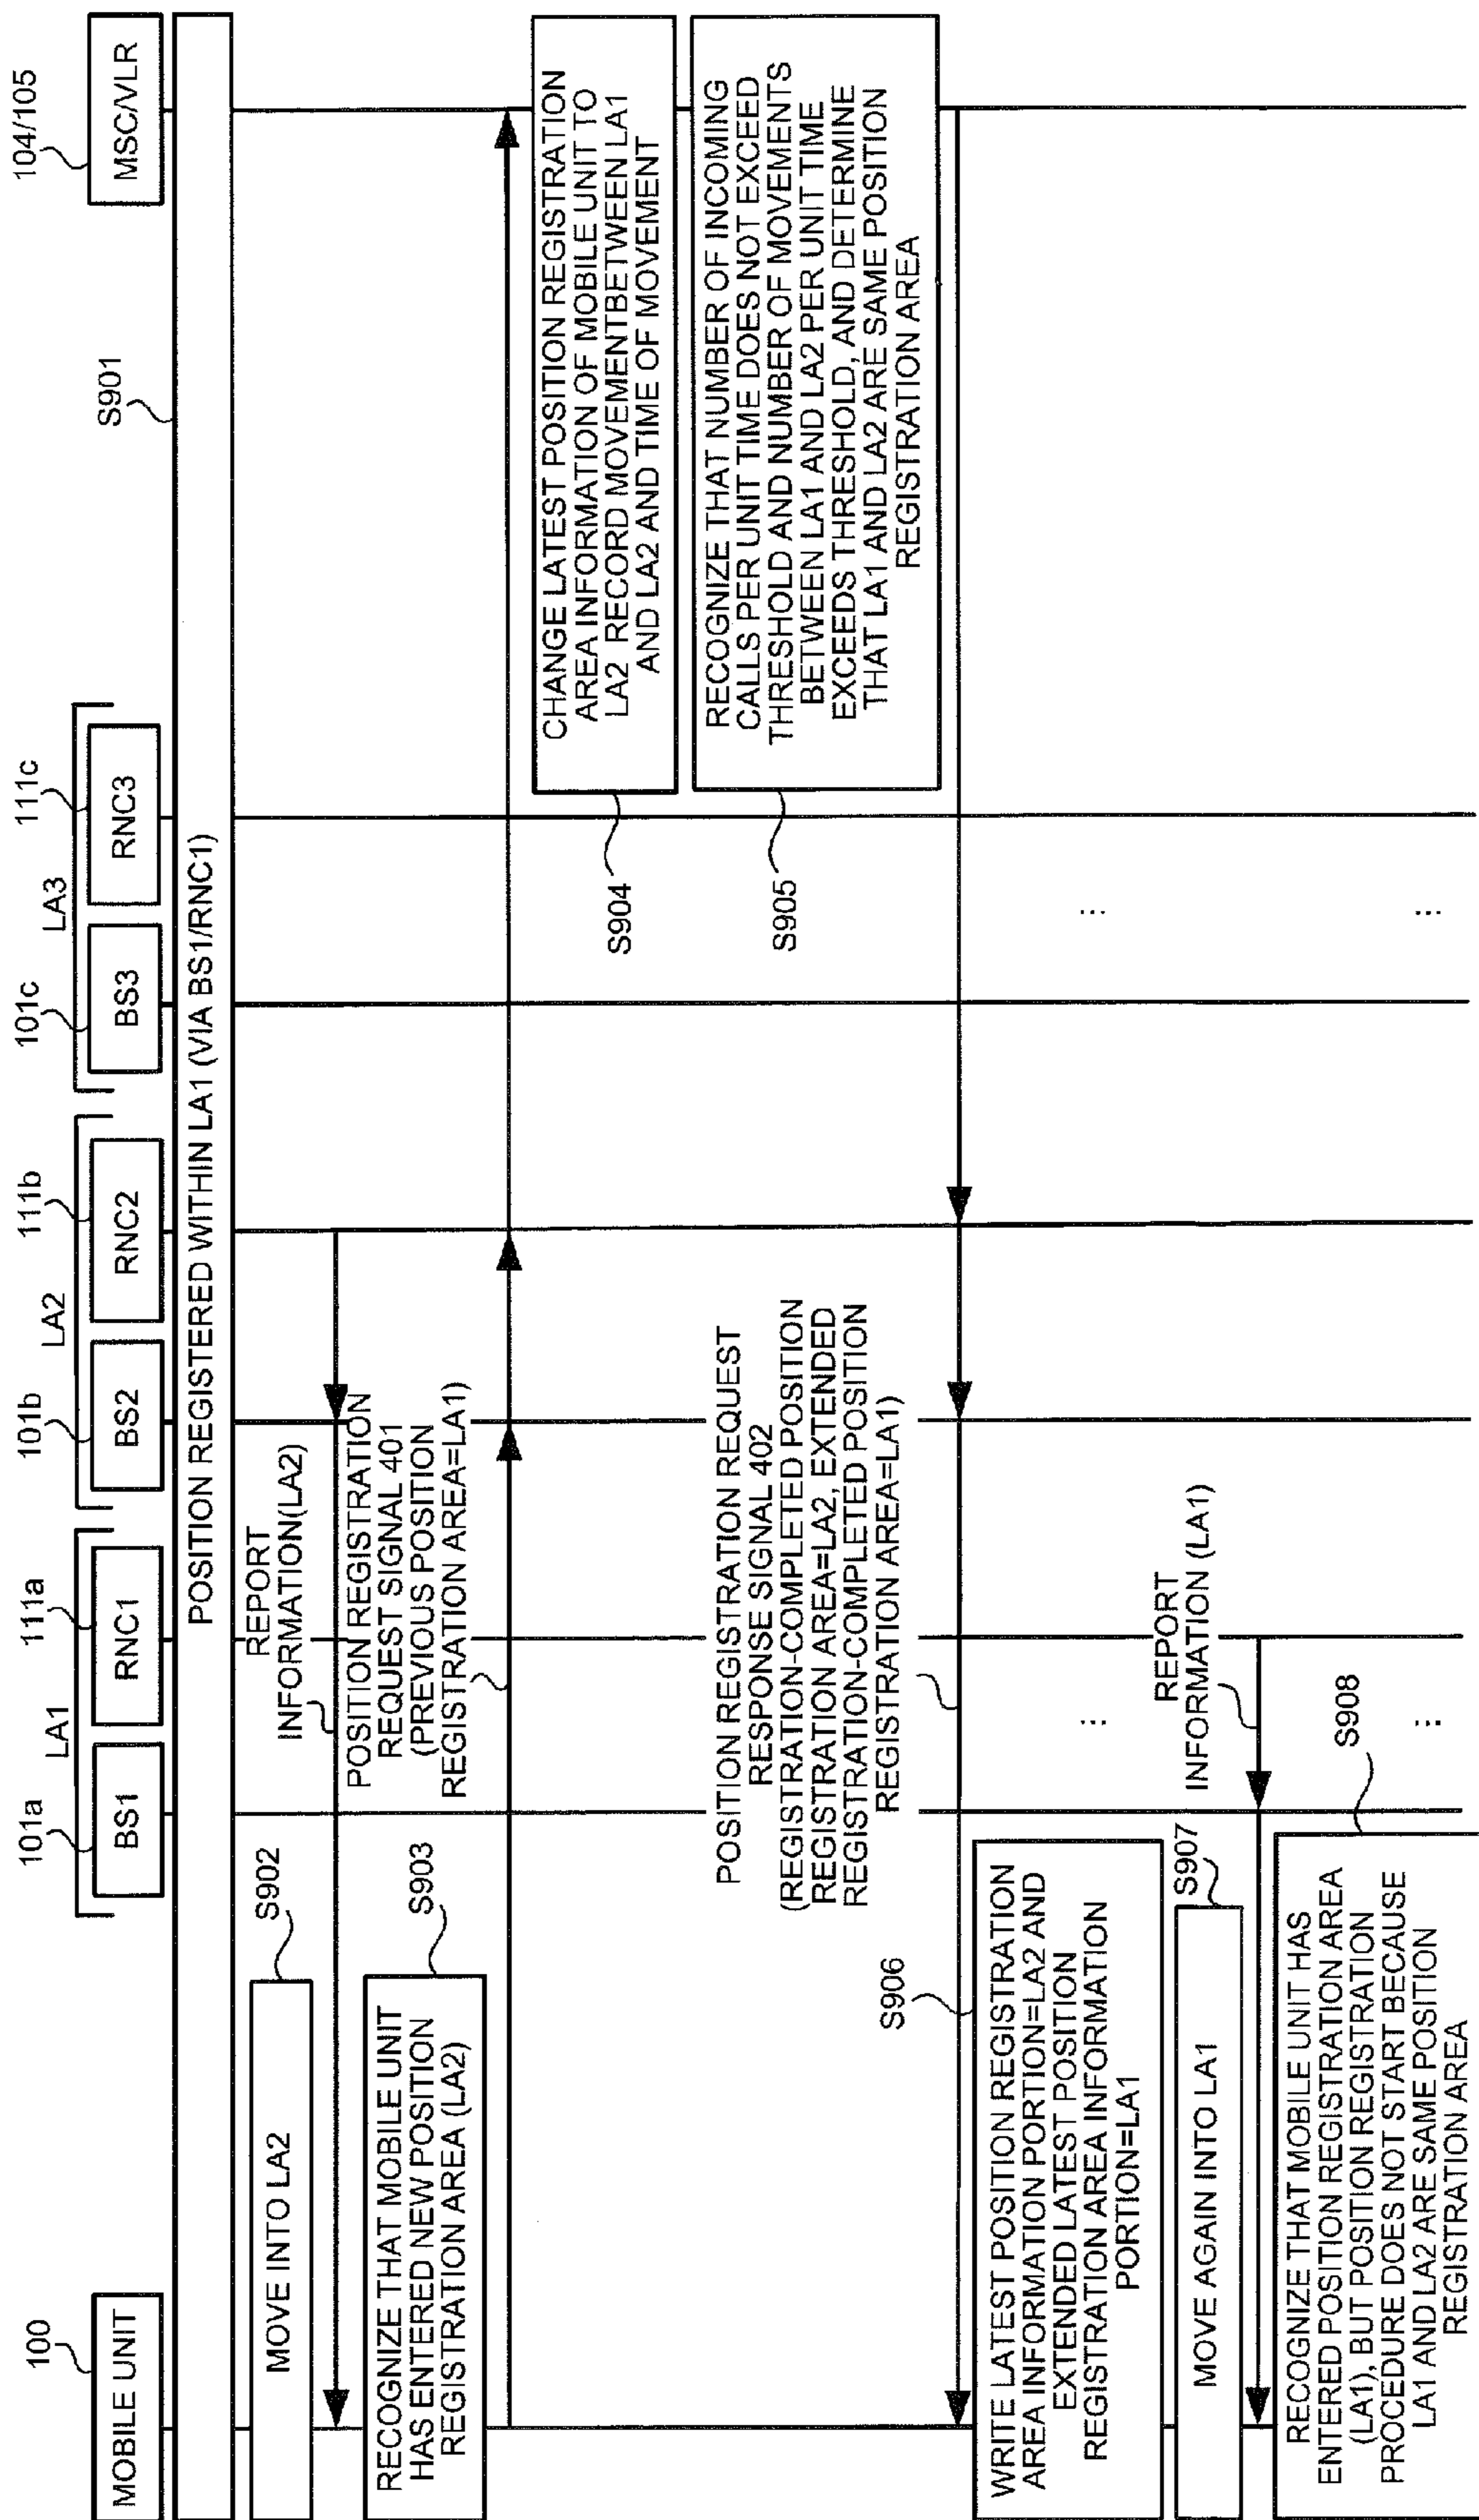 100
MOBILE UNIT
101a
BS1
LA1
111a
RNC1
101b
BS2
LA2
111b
RNC2
101c
BS3
LA3
111c
RNC3
104/105
MSC/VLR
S901
POSITION REGISTERED WITHIN LA1 (VIA BS1/RNC1)
MOVE INTO LA2
S902
REPORT
INFORMATION(LA2)
RECOGNIZE THAT MOBILE UNIT
HAS ENTERED NEW POSITION
REGISTRATION AREA (LA2)
S903
POSITION REGISTRATION
REQUEST SIGNAL 401
(PREVIOUS POSITION
REGISTRATION AREA=LA1)
CHANGE LATEST POSITION REGISTRATION
AREA INFORMATION OF MOBILE UNIT TO
LA2 RECORD MOVEMENTBETWEEN LA1
AND LA2 AND TIME OF MOVEMENT
S904
RECOGNIZE THAT NUMBER OF INCOMING
CALLS PER UNIT TIME DOES NOT EXCEED
THRESHOLD AND NUMBER OF MOVEMENTS
BETWEEN LA1 AND LA2 PER UNIT TIME
EXCEEDS THRESHOLD, AND DETERMINE
THAT LA1 AND LA2 ARE SAME POSITION
REGISTRATION AREA
S905
POSITION REGISTRATION REQUEST
RESPONSE SIGNAL 402
(REGISTRATION-COMPLETED POSITION
REGISTRATION AREA=LA2, EXTENDED
REGISTRATION-COMPLETED POSITION
REGISTRATION AREA=LA1)
S906
WRITE LATEST POSITION REGISTRATION
AREA INFORMATION PORTION=LA2 AND
EXTENDED LATEST POSITION
REGISTRATION AREA INFORMATION
PORTION=LA1
...
...
MOVE AGAIN INTO LA1
S907
REPORT
INFORMATION (LA1)
RECOGNIZE THAT MOBILE UNIT HAS
ENTERED POSITION REGISTRATION AREA
(LA1), BUT POSITION REGISTRATION
PROCEDURE DOES NOT START BECAUSE
LA1 AND LA2 ARE SAME POSITION
REGISTRATION AREA
S908
...
...